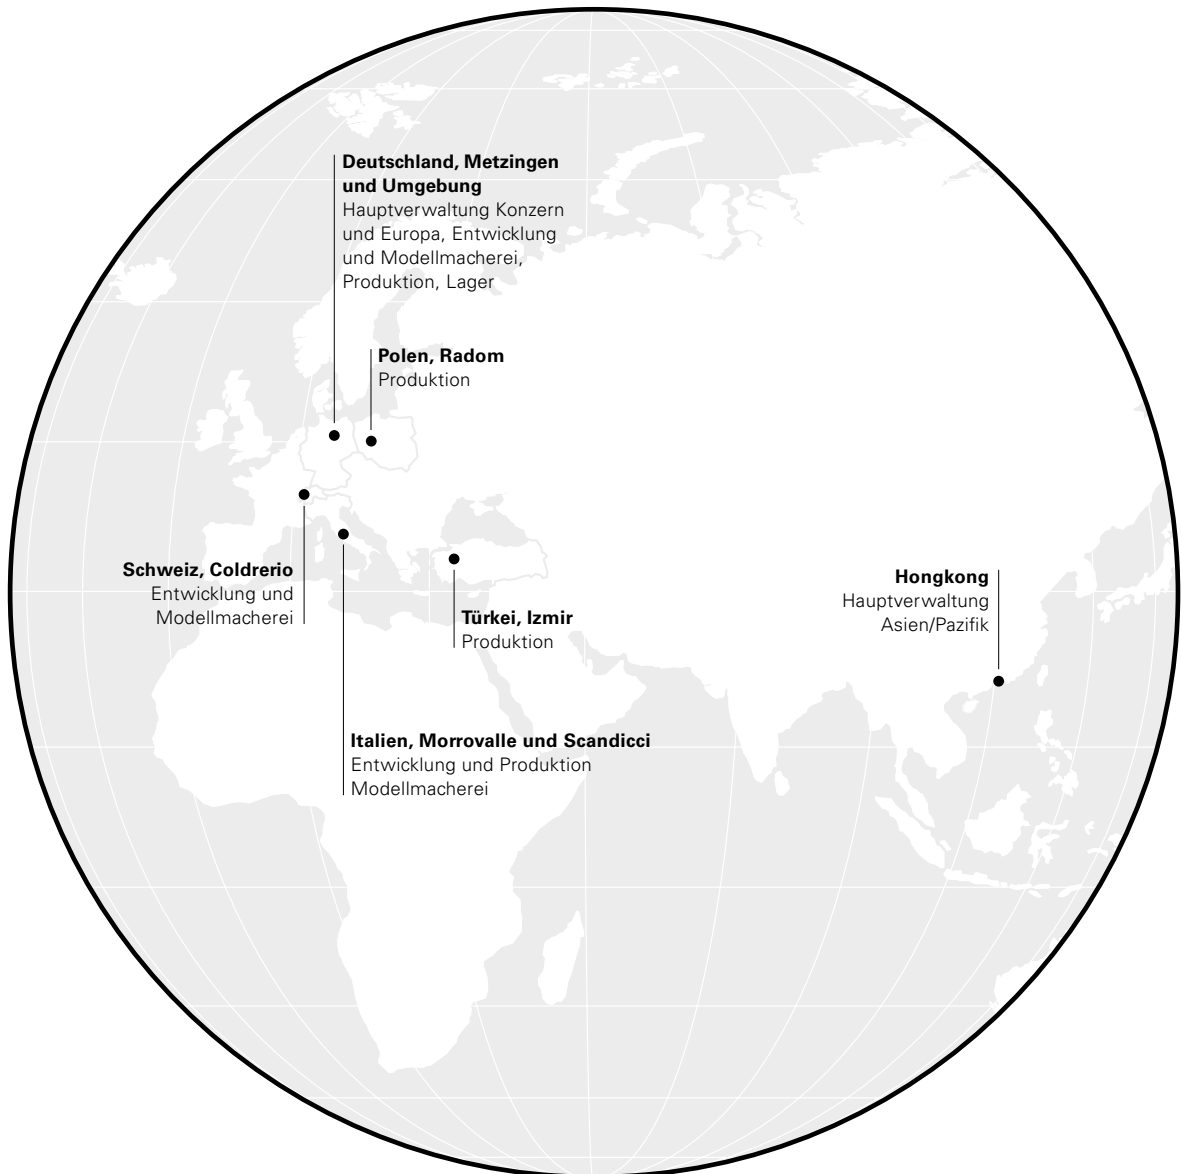 Deutschland, Metzingen
und Umgebung
Hauptverwaltung Konzern
und Europa, Entwicklung
und Modellmacherei,
Produktion, Lager
Polen, Radom
Produktion
Schweiz, Coldrerio
Entwicklung und
Modellmacherei
Türkei, Izmir
Produktion
Hongkong
Hauptverwaltung
Asien/Pazifik
Italien, Morrovalle und Scandicci
Entwicklung und Produktion
Modellmacherei